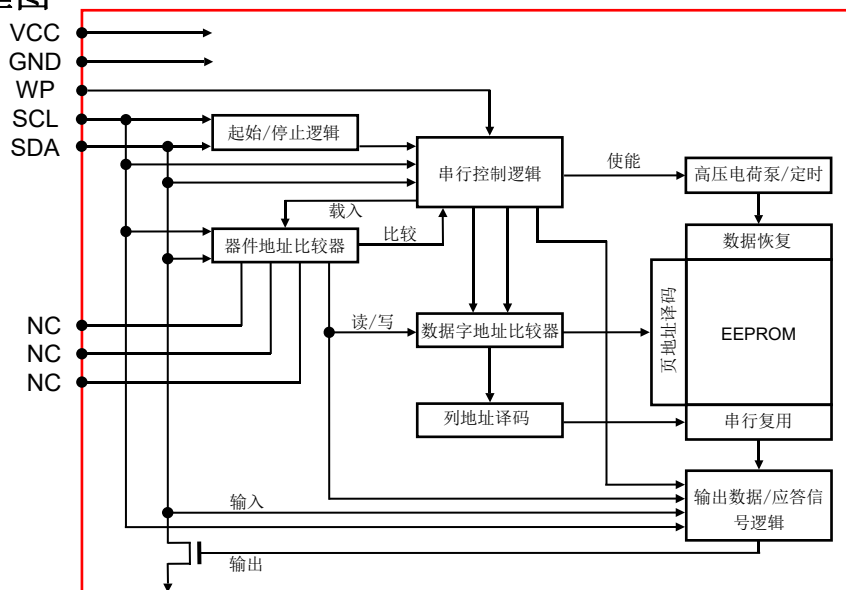 VCC
GND
WP
SCL
SDA
起始/停止逻辑
串行控制逻辑
使能
高压电荷泵/定时
载入
器件地址比较器
比较
数据恢复
页地址译码
EEPROM
NC
NC
NC
读/写
数据字地址比较器
列地址译码
串行复用
输入
输出数据/应答信
号逻辑
输出